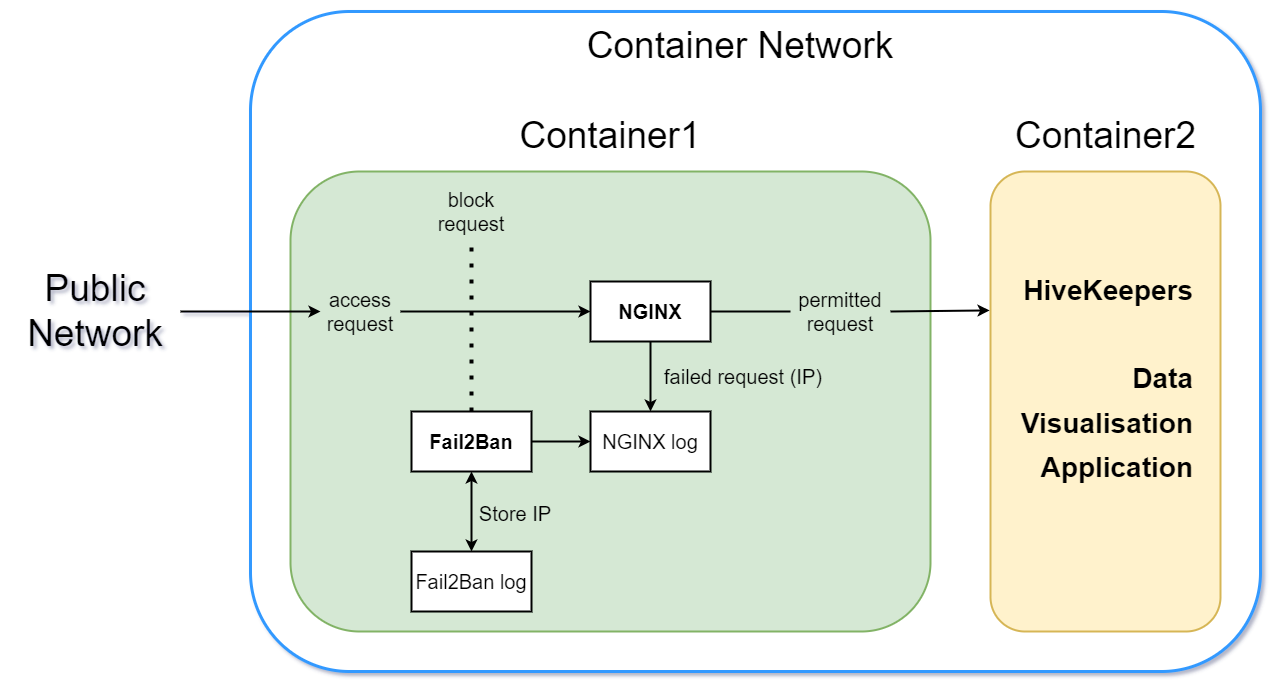 Container Network
Container1
Container2
block
request
Public
Network
access
request
NGINX
permitted
request
HiveKeepers
failed request (IP)
Data
Visualisation
Application
Fail2Ban
NGINX log
Store IP
Fail2Ban log